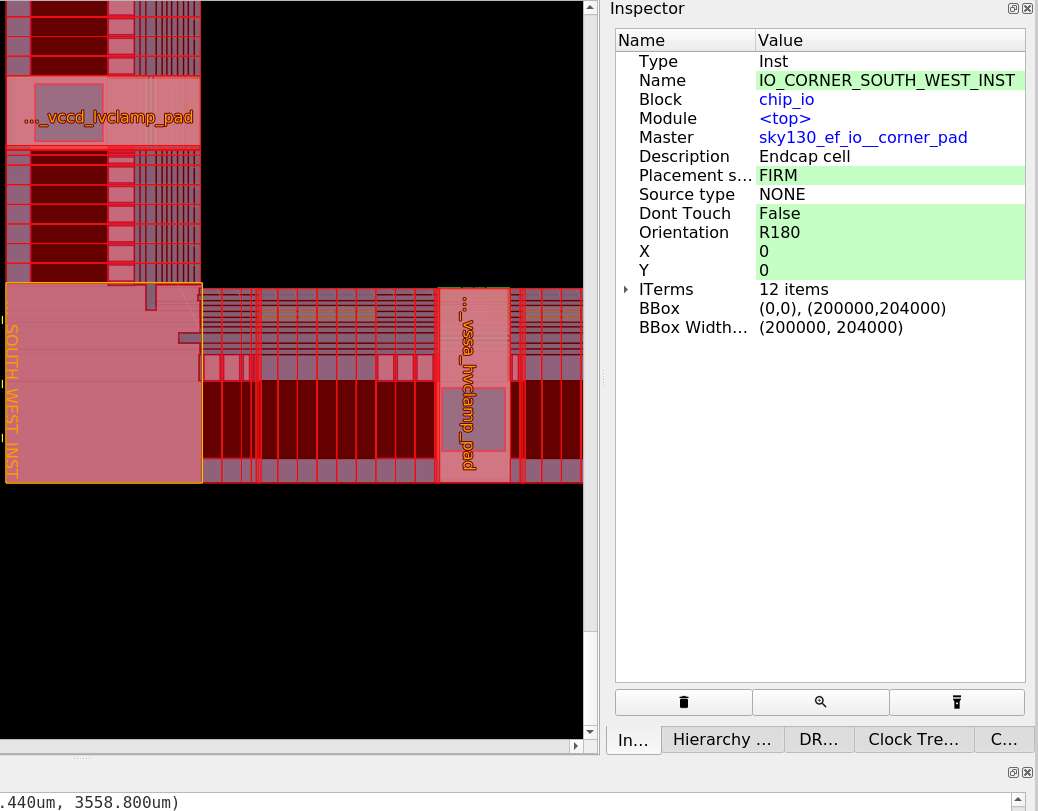 ..._vccd_lvclamp_pad
SOUTH_WEST_INST
..._vssa_hvclamp_pad
Inspector
Name Value
Type Inst
Name IO_CORNER_SOUTH_WEST_INST
Block chip_io
Module <top>
Master sky130_ef_io__corner_pad
Description Endcap cell
Placement s... FIRM
Source type NONE
Dont Touch False
Orientation R180
X 0
Y 0
ITerms 12 items
BBox (0,0), (200000,204000)
BBox Width... (200000, 204000)
In... Hierarchy ... DR... Clock Tre... C...
.440um, 3558.800um)